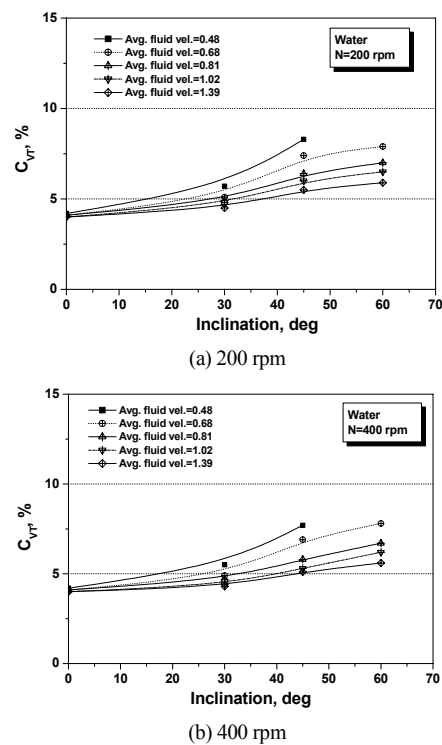 15
10
5
0
C_VT, %
Avg. fluid vel.=0.48
Avg. fluid vel.=0.68
Avg. fluid vel.=0.81
Avg. fluid vel.=1.02
Avg. fluid vel.=1.39
Water
N=200 rpm
0 10 20 30 40 50 60 70
Inclination, deg
(a) 200 rpm
15
10
5
0
C_VT, %
Avg. fluid vel.=0.48
Avg. fluid vel.=0.68
Avg. fluid vel.=0.81
Avg. fluid vel.=1.02
Avg. fluid vel.=1.39
Water
N=400 rpm
0 10 20 30 40 50 60 70
Inclination, deg
(b) 400 rpm